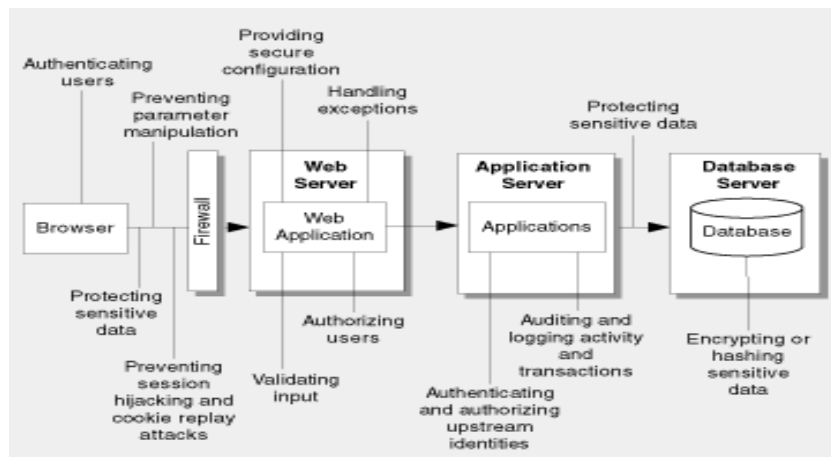 Providing
secure
configuration
Authenticating
users
Preventing
parameter
manipulation
Handling
exceptions
Protecting
sensitive data
Web
Server
Application
Server
Database
Server
Browser
Firewall
Web
Application
Applications
Database
Protecting
sensitive
data
Authorizing
users
Auditing and
logging activity
and
transactions
Encrypting or
hashing
sensitive
data
Preventing
session
hijacking and
cookie replay
attacks
Validating
input
Authenticating
and authorizing
upstream
identities